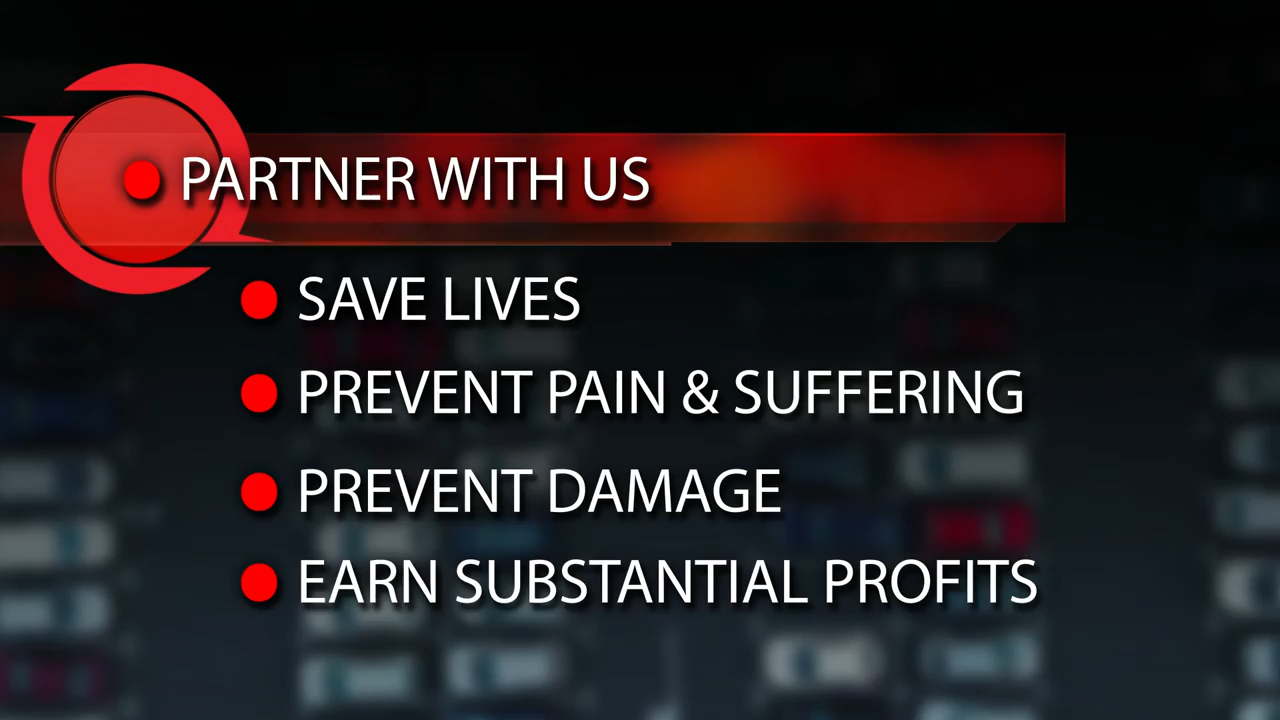 PARTNER WITH US
SAVE LIVES
PREVENT PAIN & SUFFERING
PREVENT DAMAGE
EARN SUBSTANTIAL PROFITS